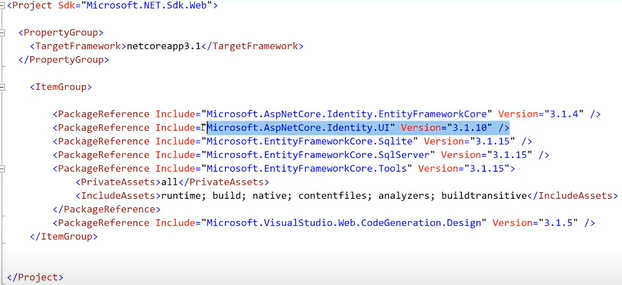 <Project Sdk="Microsoft.NET.Sdk.Web">
<PropertyGroup>
<TargetFramework>netcoreapp3.1</TargetFramework>
</PropertyGroup>
<ItemGroup>
<PackageReference Include="Microsoft.AspNetCore.Identity.EntityFrameworkCore" Version="3.1.4" />
<PackageReference Include="Microsoft.AspNetCore.Identity.UI" Version="3.1.10" />
<PackageReference Include="Microsoft.EntityFrameworkCore.Sqlite" Version="3.1.15" />
<PackageReference Include="Microsoft.EntityFrameworkCore.SqlServer" Version="3.1.15" />
<PackageReference Include="Microsoft.EntityFrameworkCore.Tools" Version="3.1.15">
<PrivateAssets>all</PrivateAssets>
<IncludeAssets>runtime; build; native; contentfiles; analyzers; buildtransitive</IncludeAssets>
</PackageReference>
<PackageReference Include="Microsoft.VisualStudio.Web.CodeGeneration.Design" Version="3.1.5" />
</ItemGroup>
</Project>